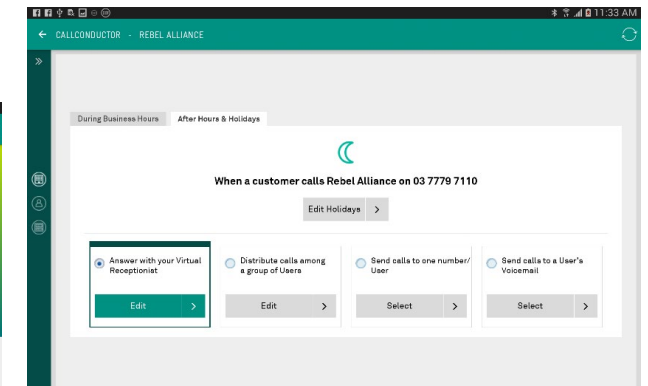 11:33 AM
CALLCONDUCTOR - REBEL ALLIANCE
During Business Hours
After Hours & Holidays
When a customer calls Rebel Alliance on 03 7779 7110
Edit Holidays
Answer with your Virtual
Receptionist
Edit
Distribute calls among
a group of Users
Edit
Send calls to one number/
User
Select
Send calls to a User's
Voicemail
Select